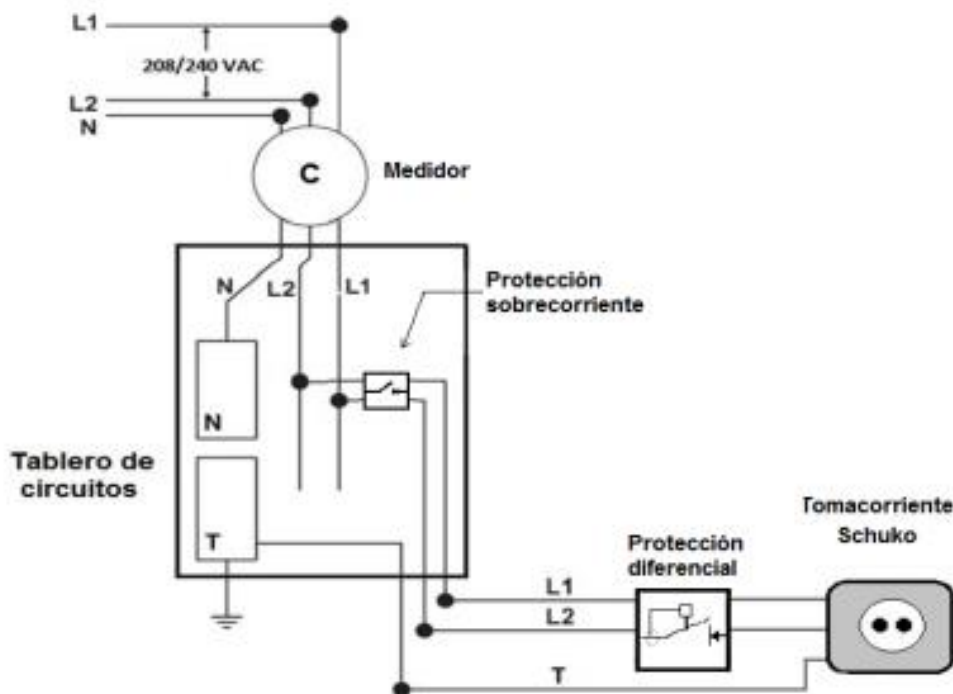 L1
208/240 VAC
L2
N
C
Medidor
N
L2
L1
Protección
sobrecorriente
N
Tablero de
circuitos
T
Tomacorriente
Schuko
Protección
diferencial
L1
L2
T